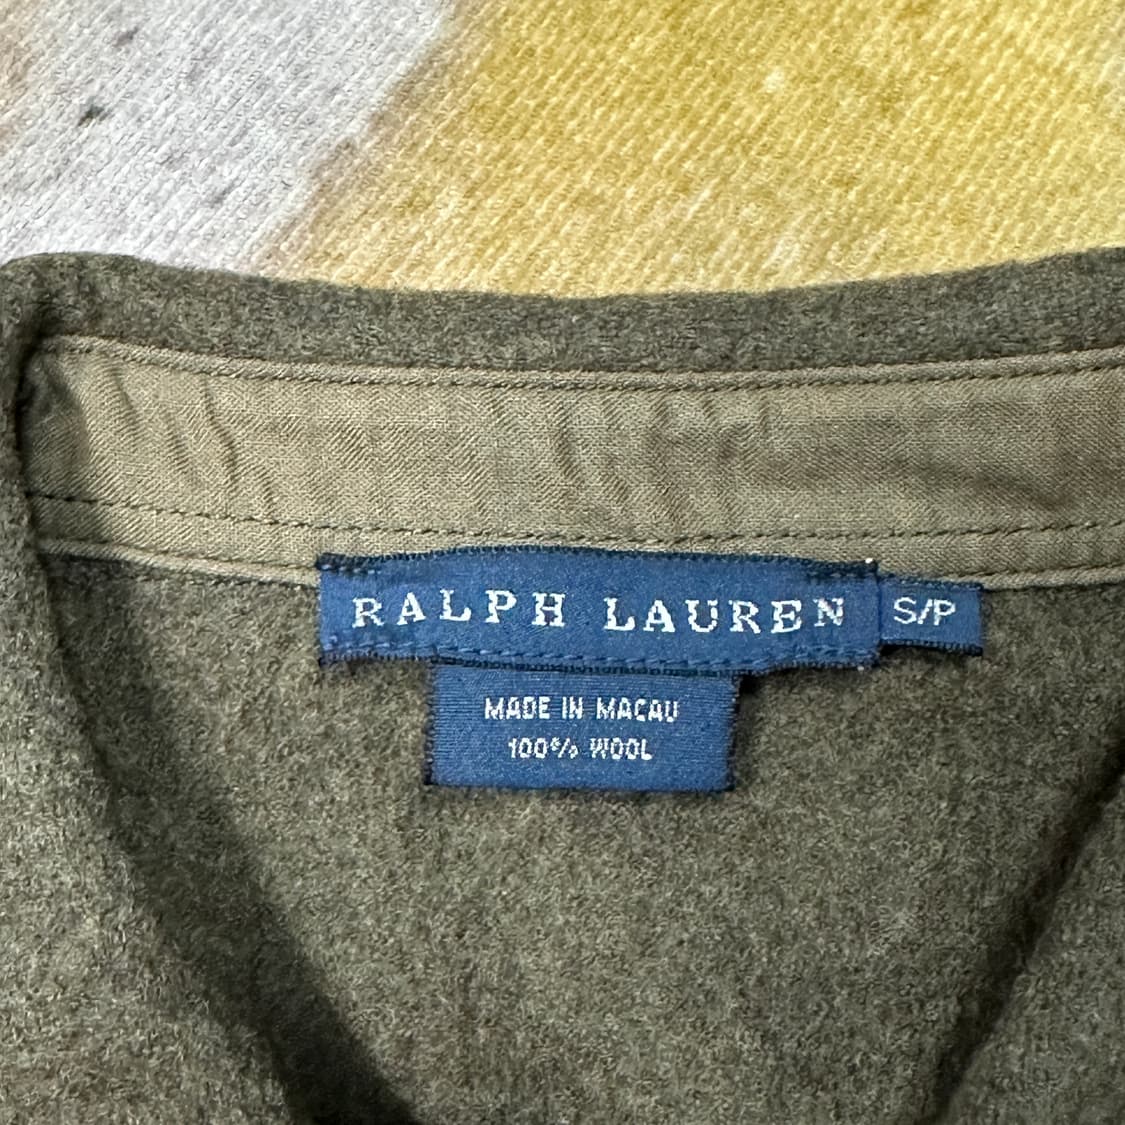 RALPH LAUREN S/P
MADE IN MACAU
100% WOOL